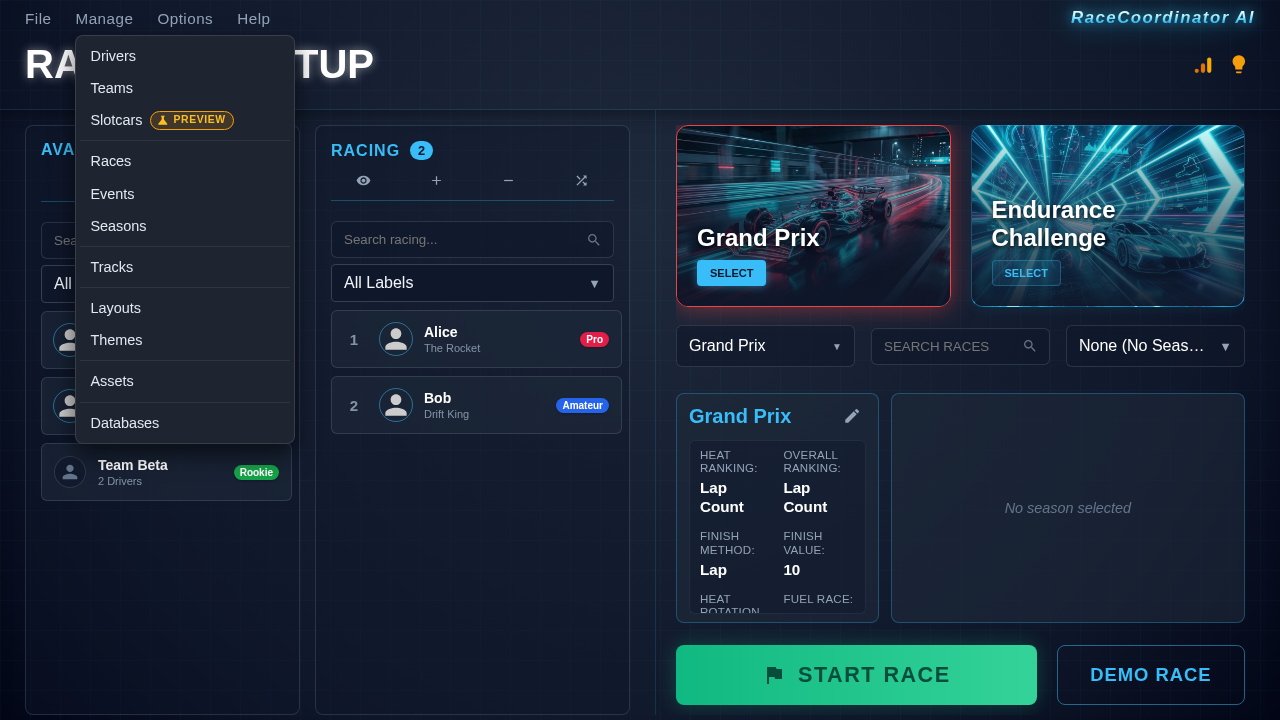 File Manage Options Help
RaceCoordinator AI
RA TUP
Drivers
Teams
Slotcars PREVIEW
Races
Events
Seasons
Tracks
Layouts
Themes
Assets
Databases
AVA
Sea
All
Team Beta
2 Drivers
Rookie
RACING 2
Search racing...
All Labels
1
Alice
The Rocket
Pro
2
Bob
Drift King
Amateur
Grand Prix
SELECT
Endurance
Challenge
SELECT
Grand Prix
SEARCH RACES
None (No Seas…
Grand Prix
HEAT
RANKING:
Lap
Count
OVERALL
RANKING:
Lap
Count
FINISH
METHOD:
Lap
FINISH
VALUE:
10
HEAT
ROTATION
FUEL RACE:
No season selected
START RACE
DEMO RACE